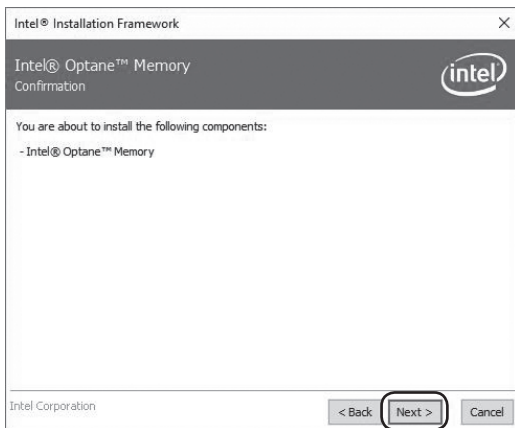 Intel® Installation Framework
Intel® Optane™ Memory
Confirmation
intel
You are about to install the following components:
- Intel® Optane™ Memory
Intel Corporation
< Back Next > Cancel